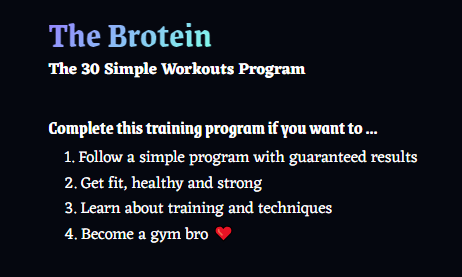 The Brotein
The 30 Simple Workouts Program
Complete this training program if you want to ...
1. Follow a simple program with guaranteed results
2. Get fit, healthy and strong
3. Learn about training and techniques
4. Become a gym bro ❤️